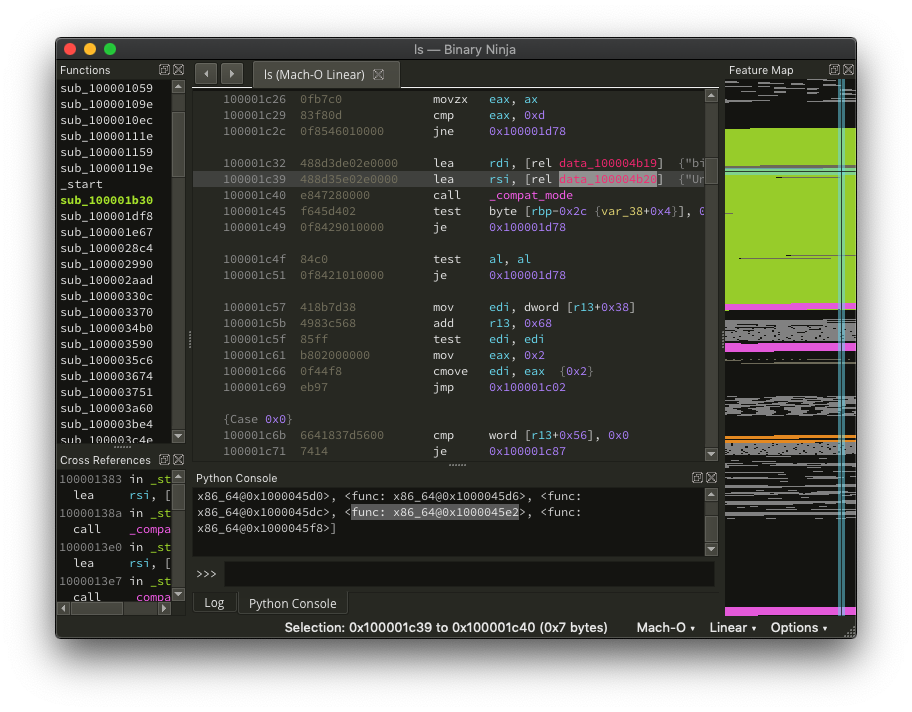 ls — Binary Ninja
Functions
sub_100001059
sub_10000109e
sub_1000010ec
sub_10000111e
sub_100001159
sub_10000119e
_start
sub_100001b30
sub_100001df8
sub_100001e67
sub_1000028c4
sub_100002990
sub_100002aad
sub_10000330c
sub_100003370
sub_1000034b0
sub_100003590
sub_1000035c6
sub_100003674
sub_100003751
sub_100003a60
sub_100003be4
sub_100003c4e
Cross References
100001383 in _st
lea rsi, [
10000138a in _st
call _compa
1000013e0 in _st
lea rsi, [
1000013e7 in _st
call _compa
ls (Mach-O Linear)
100001c26 0fb7c0 movzx eax, ax
100001c29 83f80d cmp eax, 0xd
100001c2c 0f8546010000 jne 0x100001d78
100001c32 488d3de02e0000 lea rdi, [rel data_100004b19] {"bi
100001c39 488d35e02e0000 lea rsi, [rel data_100004b20] {"Un
100001c40 e847280000 call _compat_mode
100001c45 f645d402 test byte [rbp-0x2c {var_38+0x4}], 0
100001c49 0f8429010000 je 0x100001d78
100001c4f 84c0 test al, al
100001c51 0f8421010000 je 0x100001d78
100001c57 418b7d38 mov edi, dword [r13+0x38]
100001c5b 4983c568 add r13, 0x68
100001c5f 85ff test edi, edi
100001c61 b802000000 mov eax, 0x2
100001c66 0f44f8 cmove edi, eax {0x2}
100001c69 eb97 jmp 0x100001c02
{Case 0x0}
100001c6b 6641837d5600 cmp word [r13+0x56], 0x0
100001c71 7414 je 0x100001c87
Python Console
x86_64@0x1000045d0>, <func: x86_64@0x1000045d6>, <func:
x86_64@0x1000045dc>, <func: x86_64@0x1000045e2>, <func:
x86_64@0x1000045f8>]
>>>
Log
Python Console
Feature Map
Selection: 0x100001c39 to 0x100001c40 (0x7 bytes)
Mach-O
Linear
Options